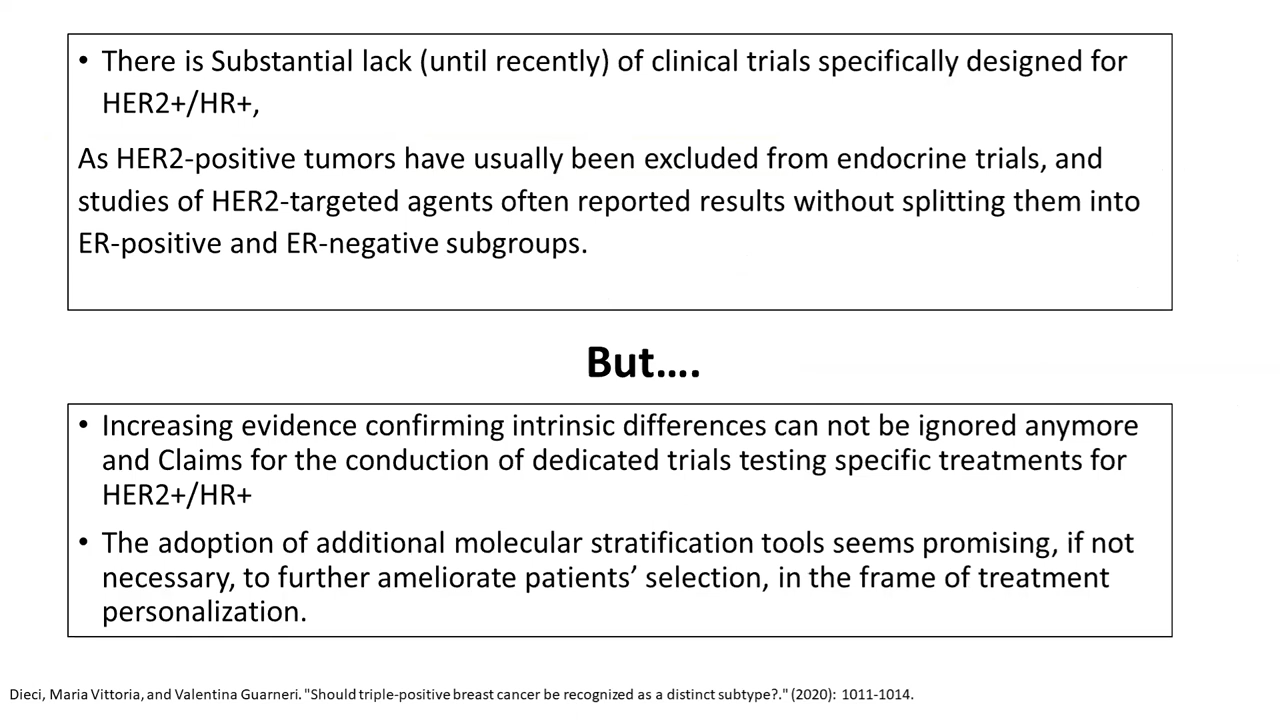 • There is Substantial lack (until recently) of clinical trials specifically designed for
HER2+/HR+,
As HER2-positive tumors have usually been excluded from endocrine trials, and
studies of HER2-targeted agents often reported results without splitting them into
ER-positive and ER-negative subgroups.
But....
• Increasing evidence confirming intrinsic differences can not be ignored anymore
and Claims for the conduction of dedicated trials testing specific treatments for
HER2+/HR+
• The adoption of additional molecular stratification tools seems promising, if not
necessary, to further ameliorate patients’ selection, in the frame of treatment
personalization.
Dieci, Maria Vittoria, and Valentina Guarneri. "Should triple-positive breast cancer be recognized as a distinct subtype?." (2020): 1011-1014.